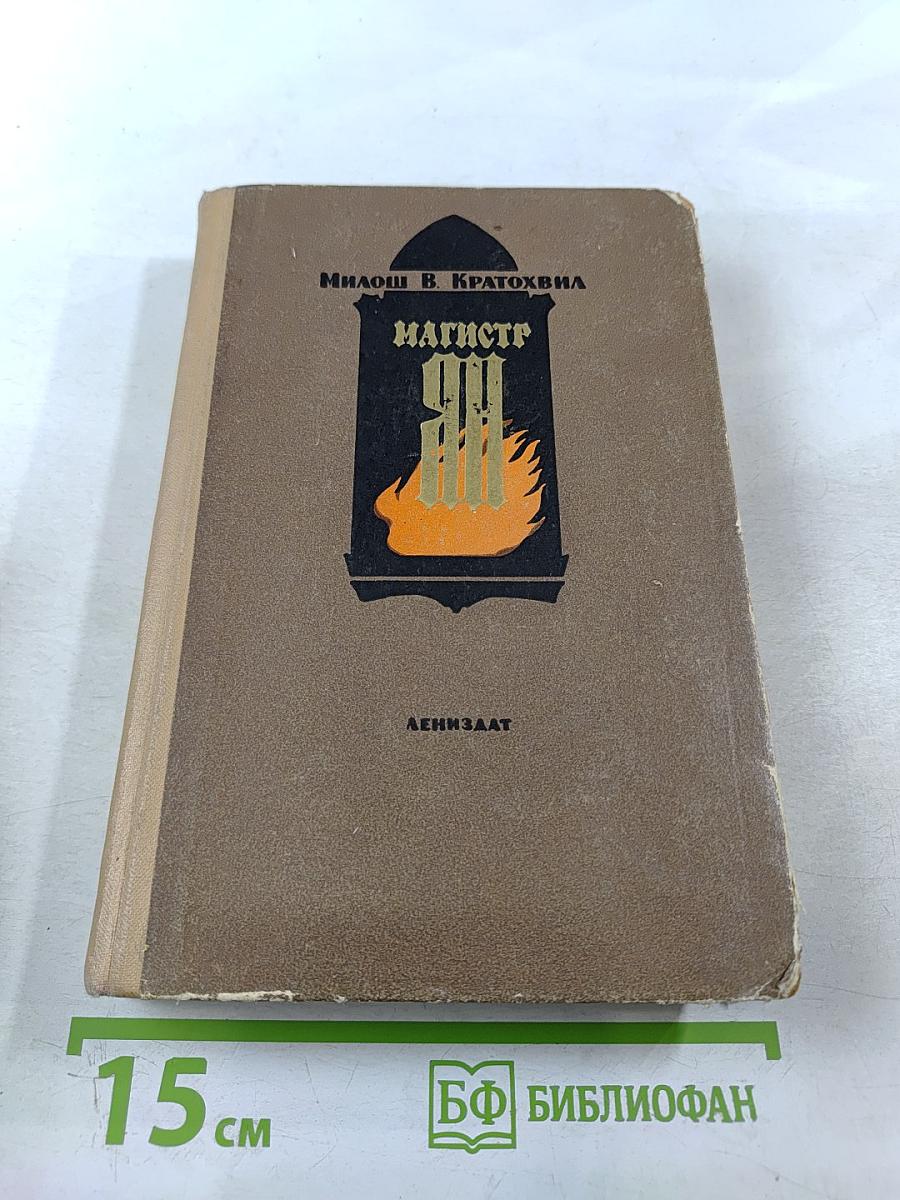 Милош В. Кратохвил
МАГИСТР
ЯН
ЛЕНИЗДАТ
15 см
БФ БИБЛИОФАН